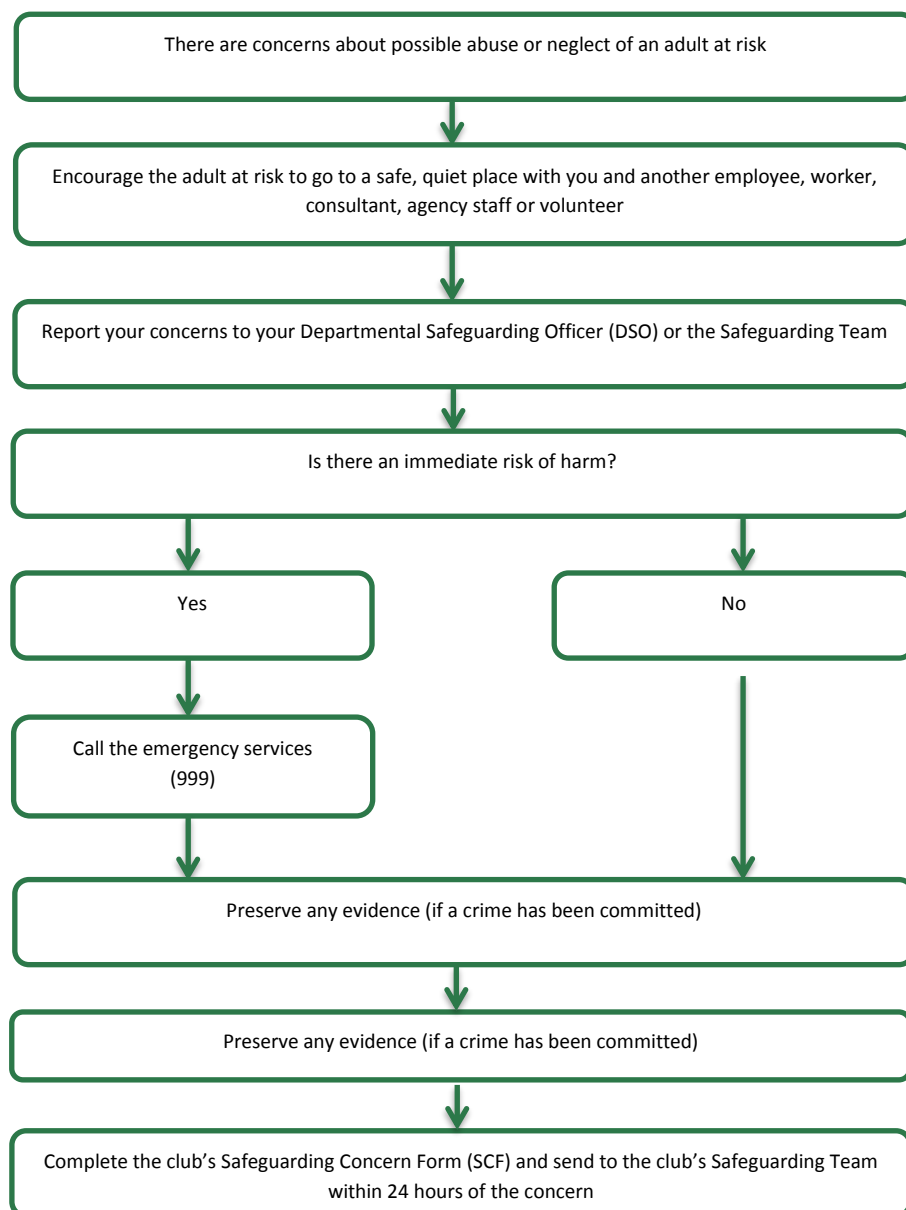 There are concerns about possible abuse or neglect of an adult at risk
Encourage the adult at risk to go to a safe, quiet place with you and another employee, worker,
consultant, agency staff or volunteer
Report your concerns to your Departmental Safeguarding Officer (DSO) or the Safeguarding Team
Is there an immediate risk of harm?
Yes
No
Call the emergency services
(999)
Preserve any evidence (if a crime has been committed)
Preserve any evidence (if a crime has been committed)
Complete the club’s Safeguarding Concern Form (SCF) and send to the club’s Safeguarding Team
within 24 hours of the concern